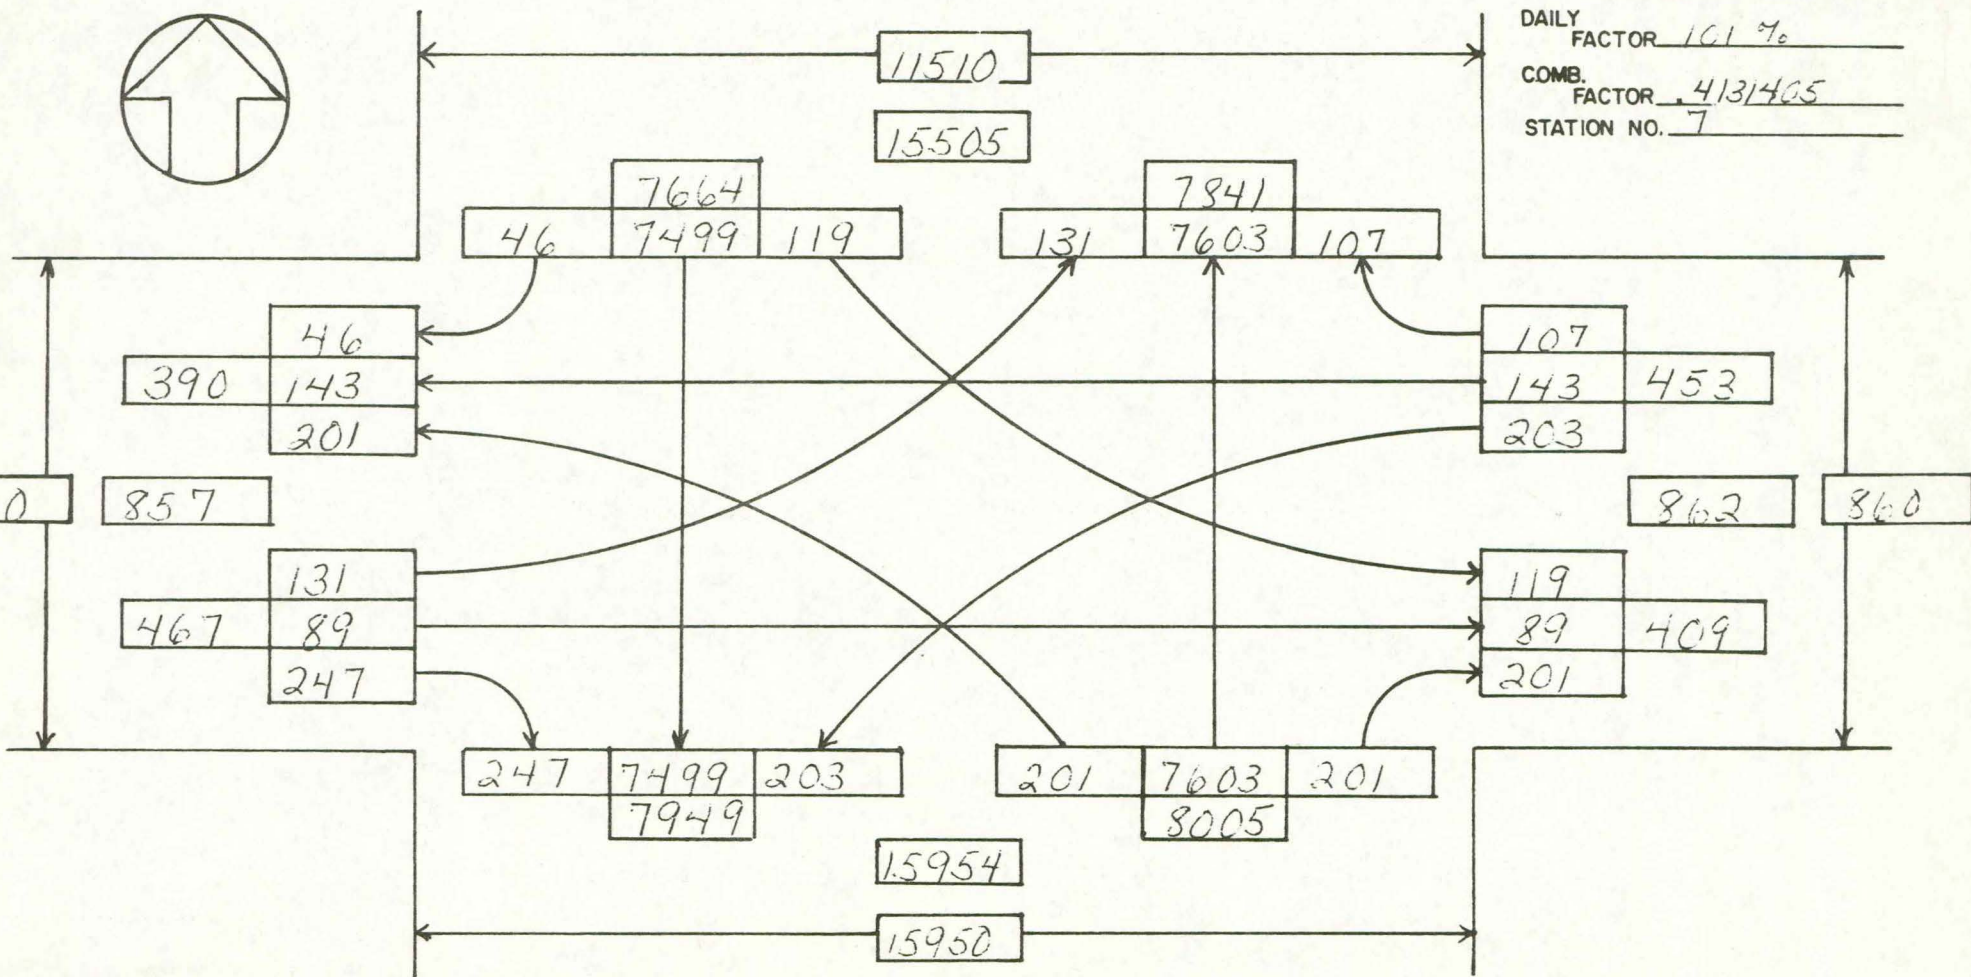 DAILY
FACTOR 101 %
COMB.
FACTOR .4131405
STATION NO. 7
11510
15505
7664
46 7499 119
7841
131 7603 107
46
390 143
201
107
143 453
203
0 857
862 860
131
467 89
247
119
89 409
201
247 7499 203
7949
201 7603 201
8005
15954
15950